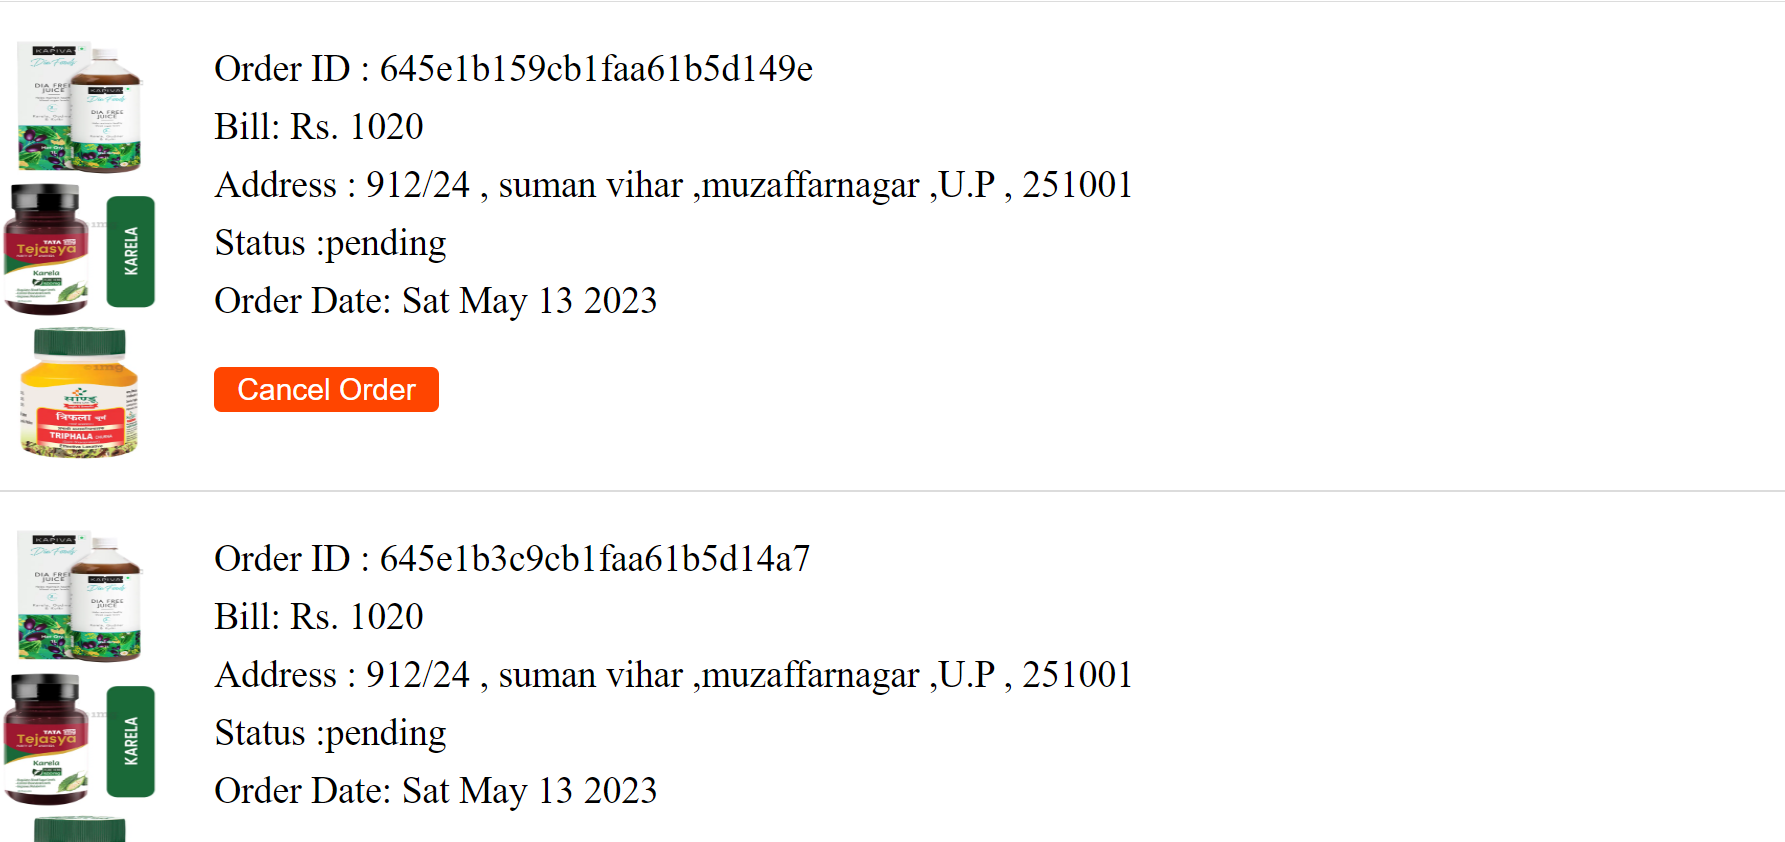 KAPIVA
Dia Free
JUICE
DIA FREE
JUICE
Order ID : 645e1b159cb1faa61b5d149e
Bill: Rs. 1020
Address : 912/24 , suman vihar ,muzaffarnagar ,U.P , 251001
Status :pending
Order Date: Sat May 13 2023
Cancel Order
TATA
Tejasya
Karela
KARELA
साण्डू
त्रिफला चूर्ण
TRIPHALA
Order ID : 645e1b3c9cb1faa61b5d14a7
Bill: Rs. 1020
Address : 912/24 , suman vihar ,muzaffarnagar ,U.P , 251001
Status :pending
Order Date: Sat May 13 2023
KAPIVA
DIA FREE
JUICE
DIA FREE
JUICE
TATA
Tejasya
Karela
KARELA